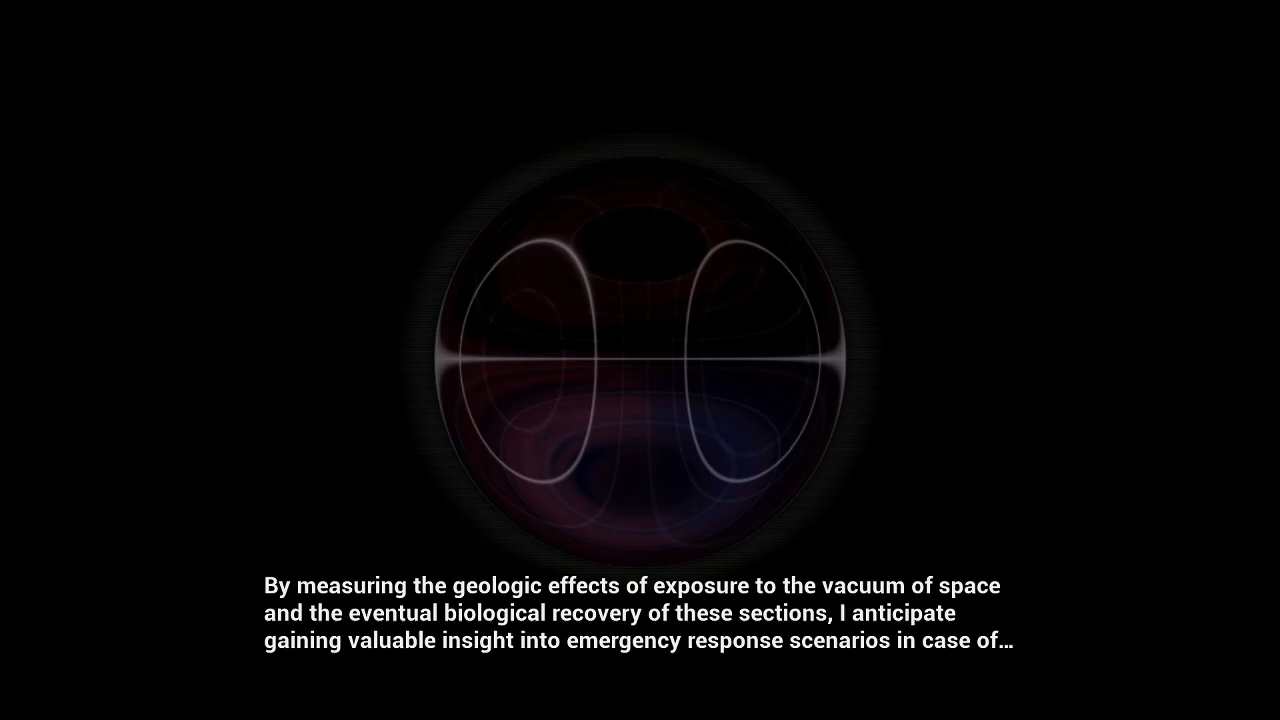 By measuring the geologic effects of exposure to the vacuum of space
and the eventual biological recovery of these sections, I anticipate
gaining valuable insight into emergency response scenarios in case of…